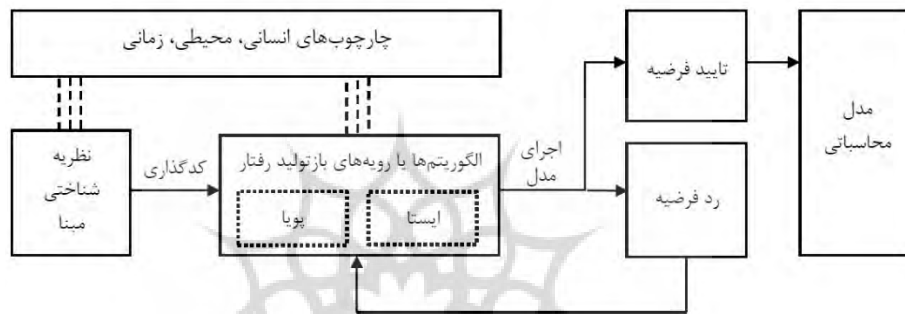 چارچوب‌های انسانی، محیطی، زمانی
نظریه
شناختی
مبنا
کدگذاری
الگوریتم‌ها یا رویه‌های بازتولید رفتار
ایستا
پویا
اجرای
مدل
تایید فرضیه
رد فرضیه
مدل
محاسباتی